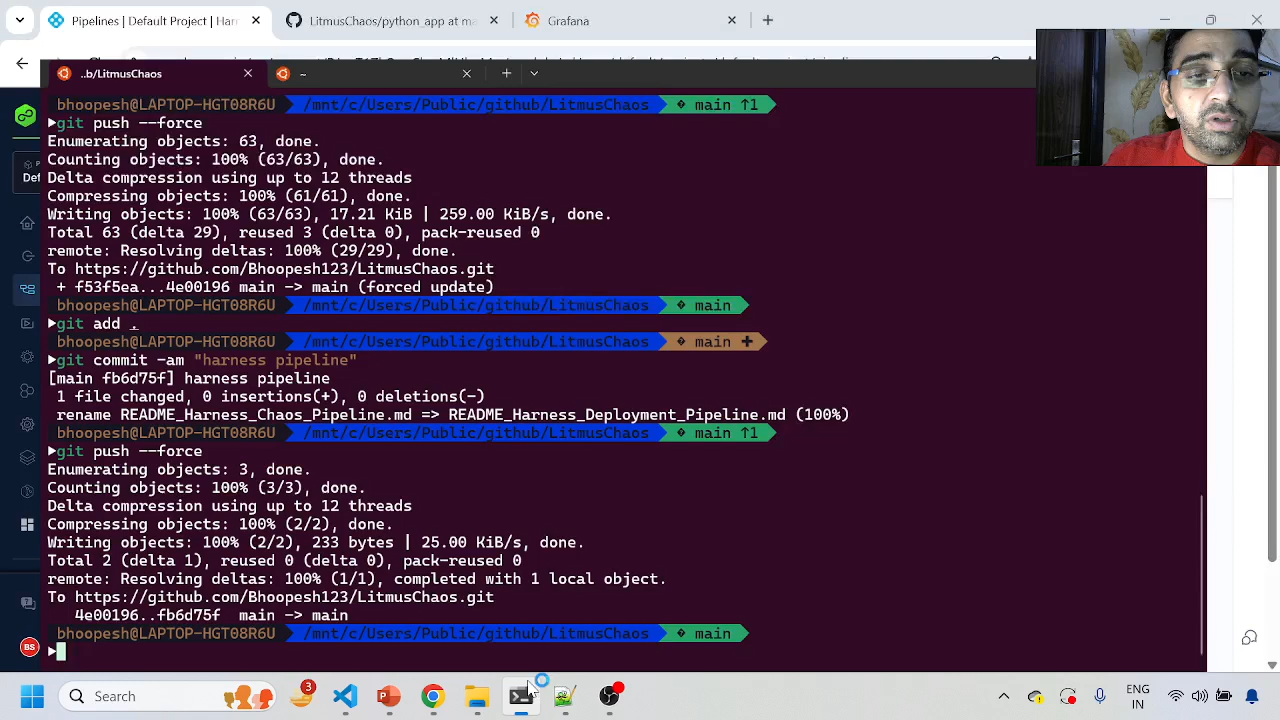 LitmusChaos/python_app at ma
Grafana
..b/LitmusChaos
~
bhoopesh@LAPTOP-HGT08R6U /mnt/c/Users/Public/github/LitmusChaos main ↑1
git push --force
Enumerating objects: 63, done.
Counting objects: 100% (63/63), done.
Delta compression using up to 12 threads
Compressing objects: 100% (61/61), done.
Writing objects: 100% (63/63), 17.21 KiB | 259.00 KiB/s, done.
Total 63 (delta 29), reused 3 (delta 0), pack-reused 0
remote: Resolving deltas: 100% (29/29), done.
To https://github.com/Bhoopesh123/LitmusChaos.git
+ f53f5ea...4e00196 main -> main (forced update)
bhoopesh@LAPTOP-HGT08R6U /mnt/c/Users/Public/github/LitmusChaos main
git add .
bhoopesh@LAPTOP-HGT08R6U /mnt/c/Users/Public/github/LitmusChaos main ✚
git commit -am "harness pipeline"
[main fb6d75f] harness pipeline
1 file changed, 0 insertions(+), 0 deletions(-)
rename README_Harness_Chaos_Pipeline.md => README_Harness_Deployment_Pipeline.md (100%)
bhoopesh@LAPTOP-HGT08R6U /mnt/c/Users/Public/github/LitmusChaos main ↑1
git push --force
Enumerating objects: 3, done.
Counting objects: 100% (3/3), done.
Delta compression using up to 12 threads
Compressing objects: 100% (2/2), done.
Writing objects: 100% (2/2), 233 bytes | 25.00 KiB/s, done.
Total 2 (delta 1), reused 0 (delta 0), pack-reused 0
remote: Resolving deltas: 100% (1/1), completed with 1 local object.
To https://github.com/Bhoopesh123/LitmusChaos.git
4e00196..fb6d75f main -> main
bhoopesh@LAPTOP-HGT08R6U /mnt/c/Users/Public/github/LitmusChaos main
P
Def
BS
Search
3
ENG
IN